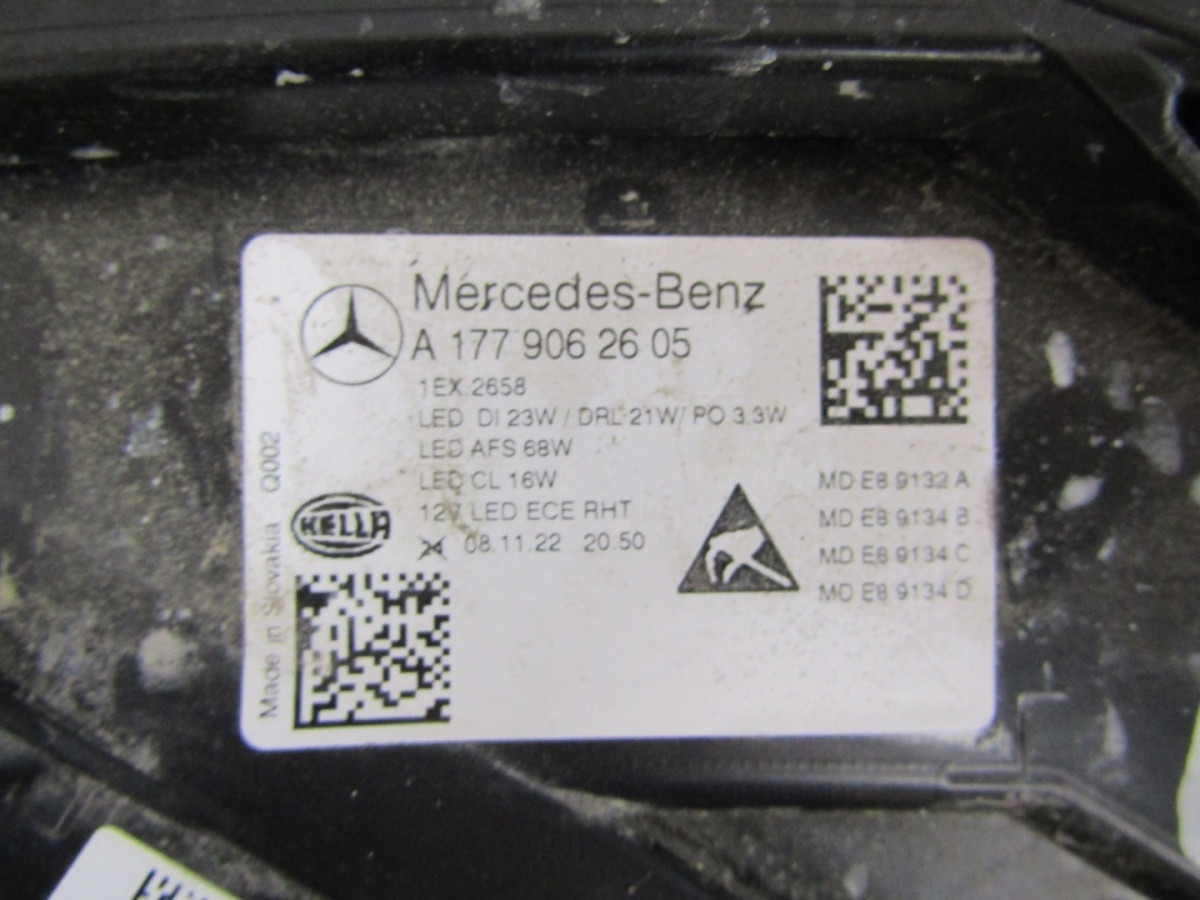 Mercedes-Benz
A 177 906 26 05
1EX 2658
LED DI 23W / DRL 21W/ PO 3,3W
LED AFS 68W
LED CL 16W
12V LED ECE RHT
08.11.22 20:50
HELLA
Made in Slovakia Q002
MD E8 9132 A
MD E8 9134 B
MD E8 9134 C
MD E8 9134 D